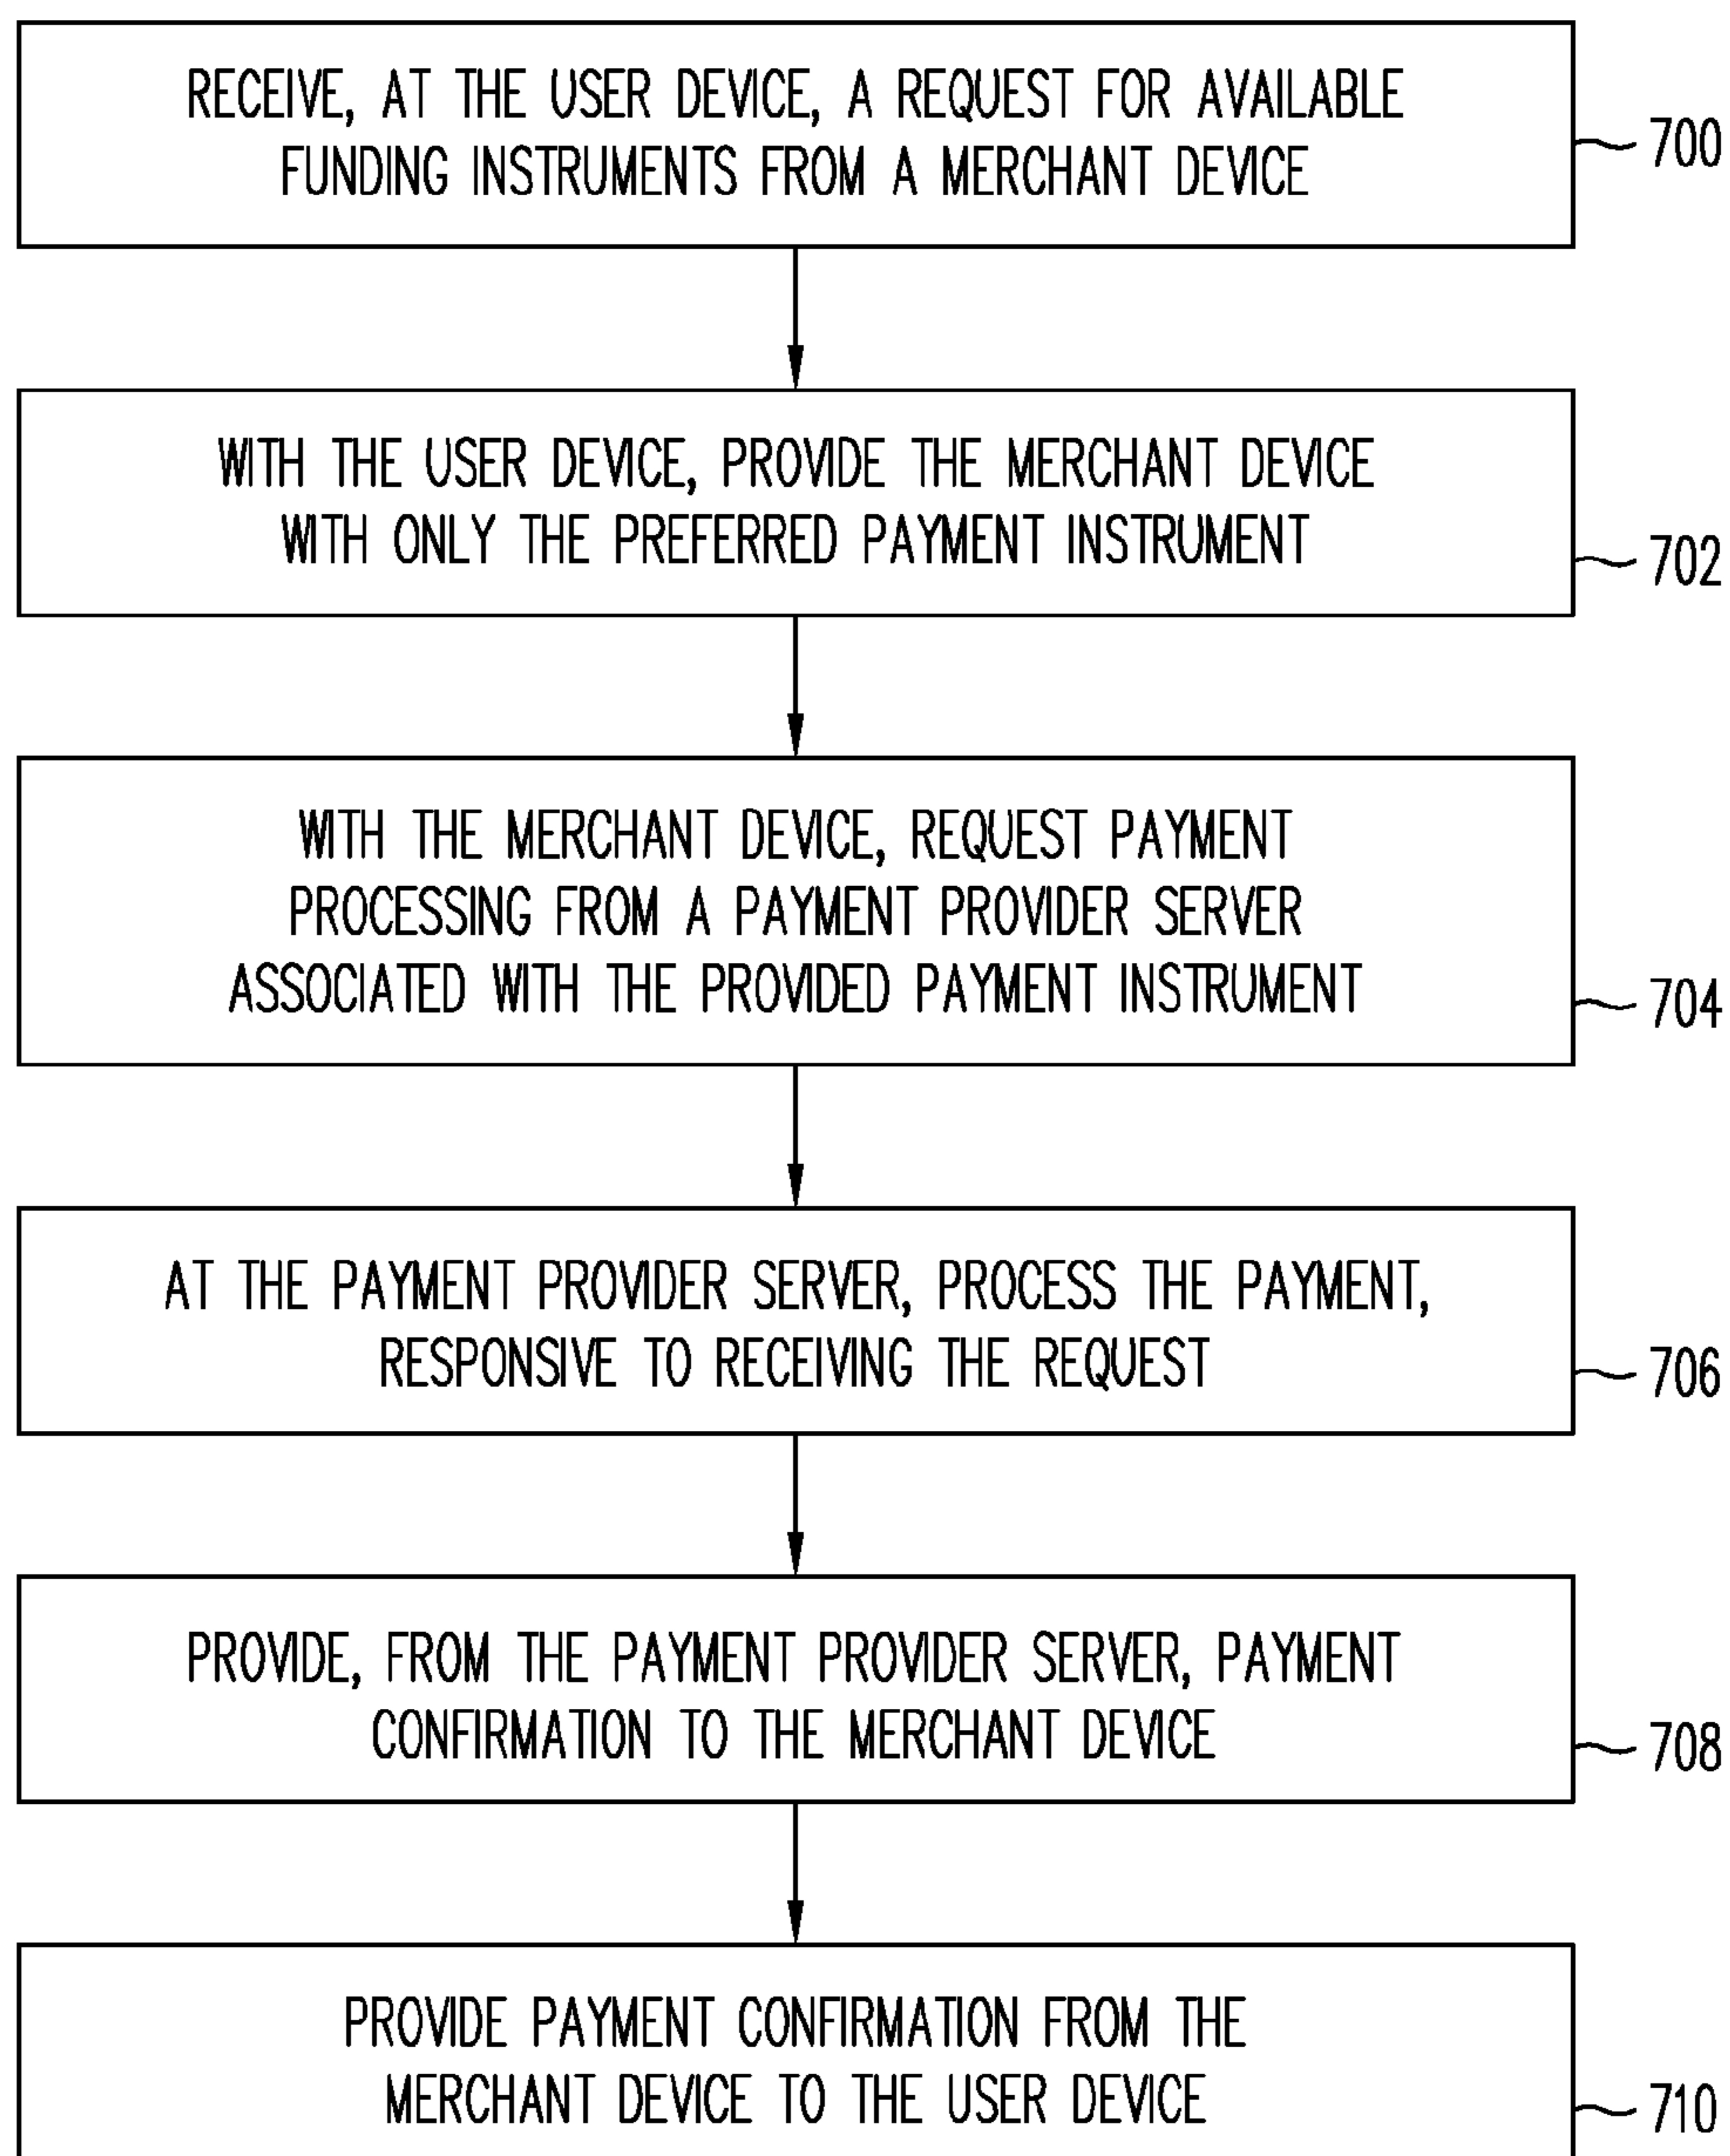 RECEIVE, AT THE USER DEVICE, A REQUEST FOR AVAILABLE
FUNDING INSTRUMENTS FROM A MERCHANT DEVICE
700
WITH THE USER DEVICE, PROVIDE THE MERCHANT DEVICE
WITH ONLY THE PREFERRED PAYMENT INSTRUMENT
702
WITH THE MERCHANT DEVICE, REQUEST PAYMENT
PROCESSING FROM A PAYMENT PROVIDER SERVER
ASSOCIATED WITH THE PROVIDED PAYMENT INSTRUMENT
704
AT THE PAYMENT PROVIDER SERVER, PROCESS THE PAYMENT,
RESPONSIVE TO RECEIVING THE REQUEST
706
PROVIDE, FROM THE PAYMENT PROVIDER SERVER, PAYMENT
CONFIRMATION TO THE MERCHANT DEVICE
708
PROVIDE PAYMENT CONFIRMATION FROM THE
MERCHANT DEVICE TO THE USER DEVICE
710